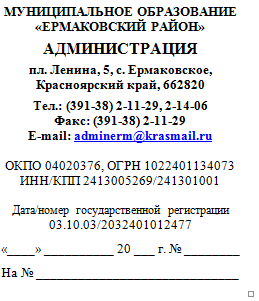 МУНИЦИПАЛЬНОЕ ОБРАЗОВАНИЕ
«ЕРМАКОВСКИЙ РАЙОН»
АДМИНИСТРАЦИЯ
пл. Ленина, 5, с. Ермаковское,
Красноярский край, 662820
Тел.: (391-38) 2-11-29, 2-14-06
Факс: (391-38) 2-11-29
E-mail: adminerm@krasmail.ru
ОКПО 04020376, ОГРН 1022401134073
ИНН/КПП 2413005269/241301001
Дата/номер государственной регистрации
03.10.03/2032401012477
«____» __________ 20 ___ г. № ________
На № _____________________________